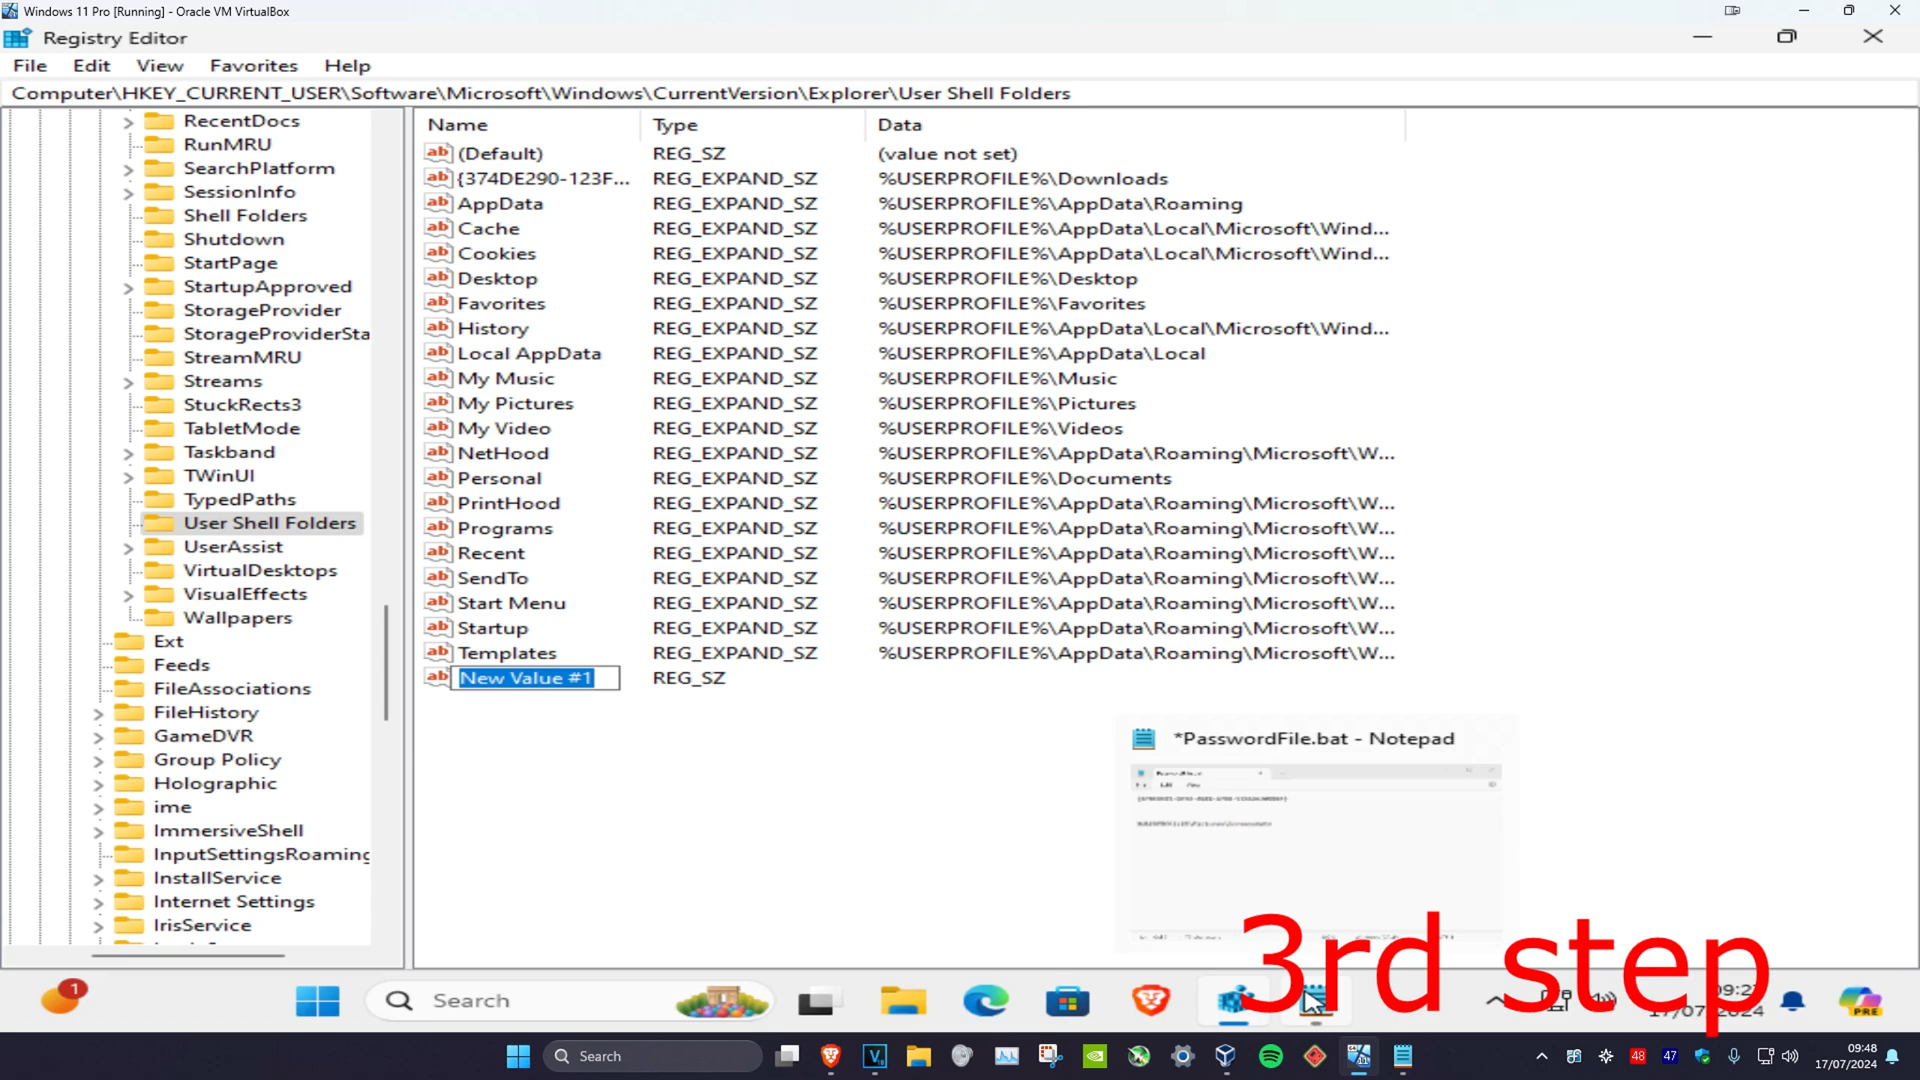 Windows 11 Pro [Running] - Oracle VM VirtualBox
Registry Editor
File Edit View Favorites Help
Computer\HKEY_CURRENT_USER\Software\Microsoft\Windows\CurrentVersion\Explorer\User Shell Folders
RecentDocs
RunMRU
SearchPlatform
SessionInfo
Shell Folders
Shutdown
StartPage
StartupApproved
StorageProvider
StorageProviderSta
StreamMRU
Streams
StuckRects3
TabletMode
Taskband
TWinUI
TypedPaths
User Shell Folders
UserAssist
VirtualDesktops
VisualEffects
Wallpapers
Ext
Feeds
FileAssociations
FileHistory
GameDVR
Group Policy
Holographic
ime
ImmersiveShell
InputSettingsRoaming
InstallService
Internet Settings
IrisService
Name Type Data
(Default) REG_SZ (value not set)
{374DE290-123F... REG_EXPAND_SZ %USERPROFILE%\Downloads
AppData REG_EXPAND_SZ %USERPROFILE%\AppData\Roaming
Cache REG_EXPAND_SZ %USERPROFILE%\AppData\Local\Microsoft\Wind...
Cookies REG_EXPAND_SZ %USERPROFILE%\AppData\Local\Microsoft\Wind...
Desktop REG_EXPAND_SZ %USERPROFILE%\Desktop
Favorites REG_EXPAND_SZ %USERPROFILE%\Favorites
History REG_EXPAND_SZ %USERPROFILE%\AppData\Local\Microsoft\Wind...
Local AppData REG_EXPAND_SZ %USERPROFILE%\AppData\Local
My Music REG_EXPAND_SZ %USERPROFILE%\Music
My Pictures REG_EXPAND_SZ %USERPROFILE%\Pictures
My Video REG_EXPAND_SZ %USERPROFILE%\Videos
NetHood REG_EXPAND_SZ %USERPROFILE%\AppData\Roaming\Microsoft\W...
Personal REG_EXPAND_SZ %USERPROFILE%\Documents
PrintHood REG_EXPAND_SZ %USERPROFILE%\AppData\Roaming\Microsoft\W...
Programs REG_EXPAND_SZ %USERPROFILE%\AppData\Roaming\Microsoft\W...
Recent REG_EXPAND_SZ %USERPROFILE%\AppData\Roaming\Microsoft\W...
SendTo REG_EXPAND_SZ %USERPROFILE%\AppData\Roaming\Microsoft\W...
Start Menu REG_EXPAND_SZ %USERPROFILE%\AppData\Roaming\Microsoft\W...
Startup REG_EXPAND_SZ %USERPROFILE%\AppData\Roaming\Microsoft\W...
Templates REG_EXPAND_SZ %USERPROFILE%\AppData\Roaming\Microsoft\W...
New Value #1 REG_SZ
*PasswordFile.bat - Notepad
3rd step
1 Search PRE
Search 48 47 09:48
17/07/2024